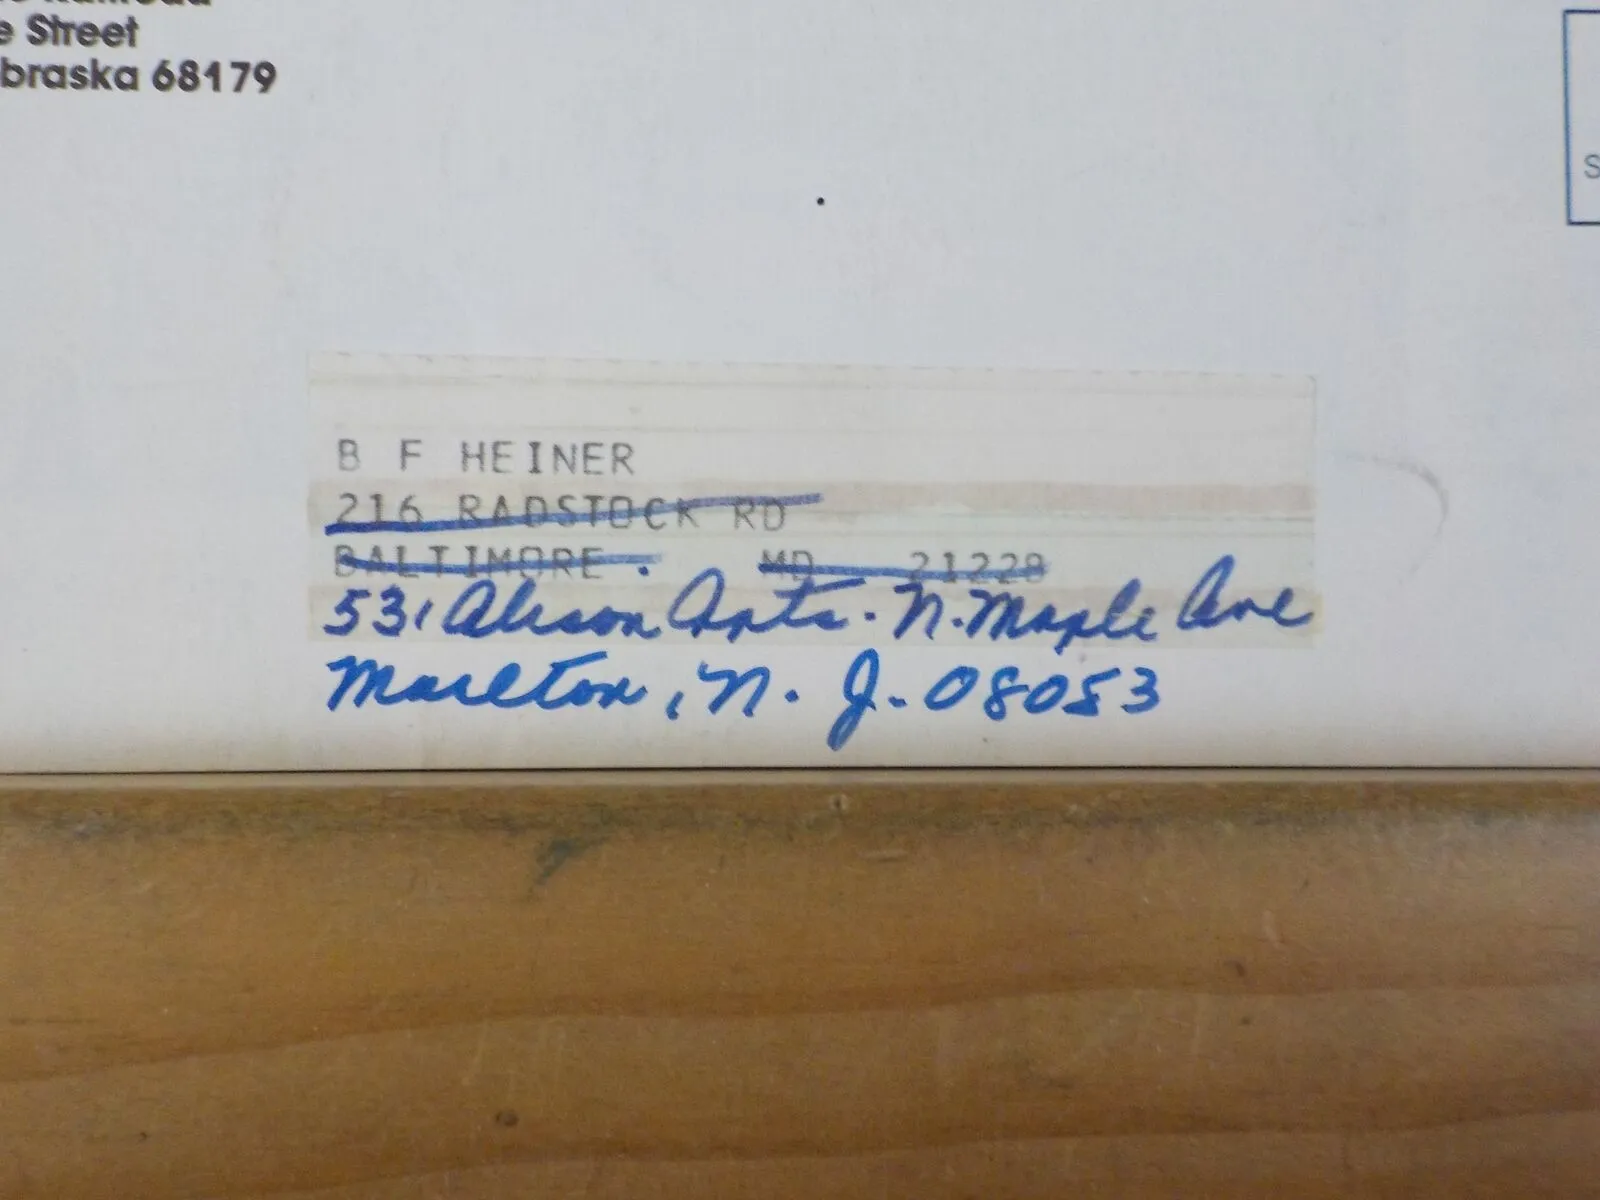 e Street
braska 68179
S
B F HEINER
216 RADSTOCK RD
BALTIMORE MD 21228
531 Alison Apts. N. Maple Ave
Marlton, N. J. 08053